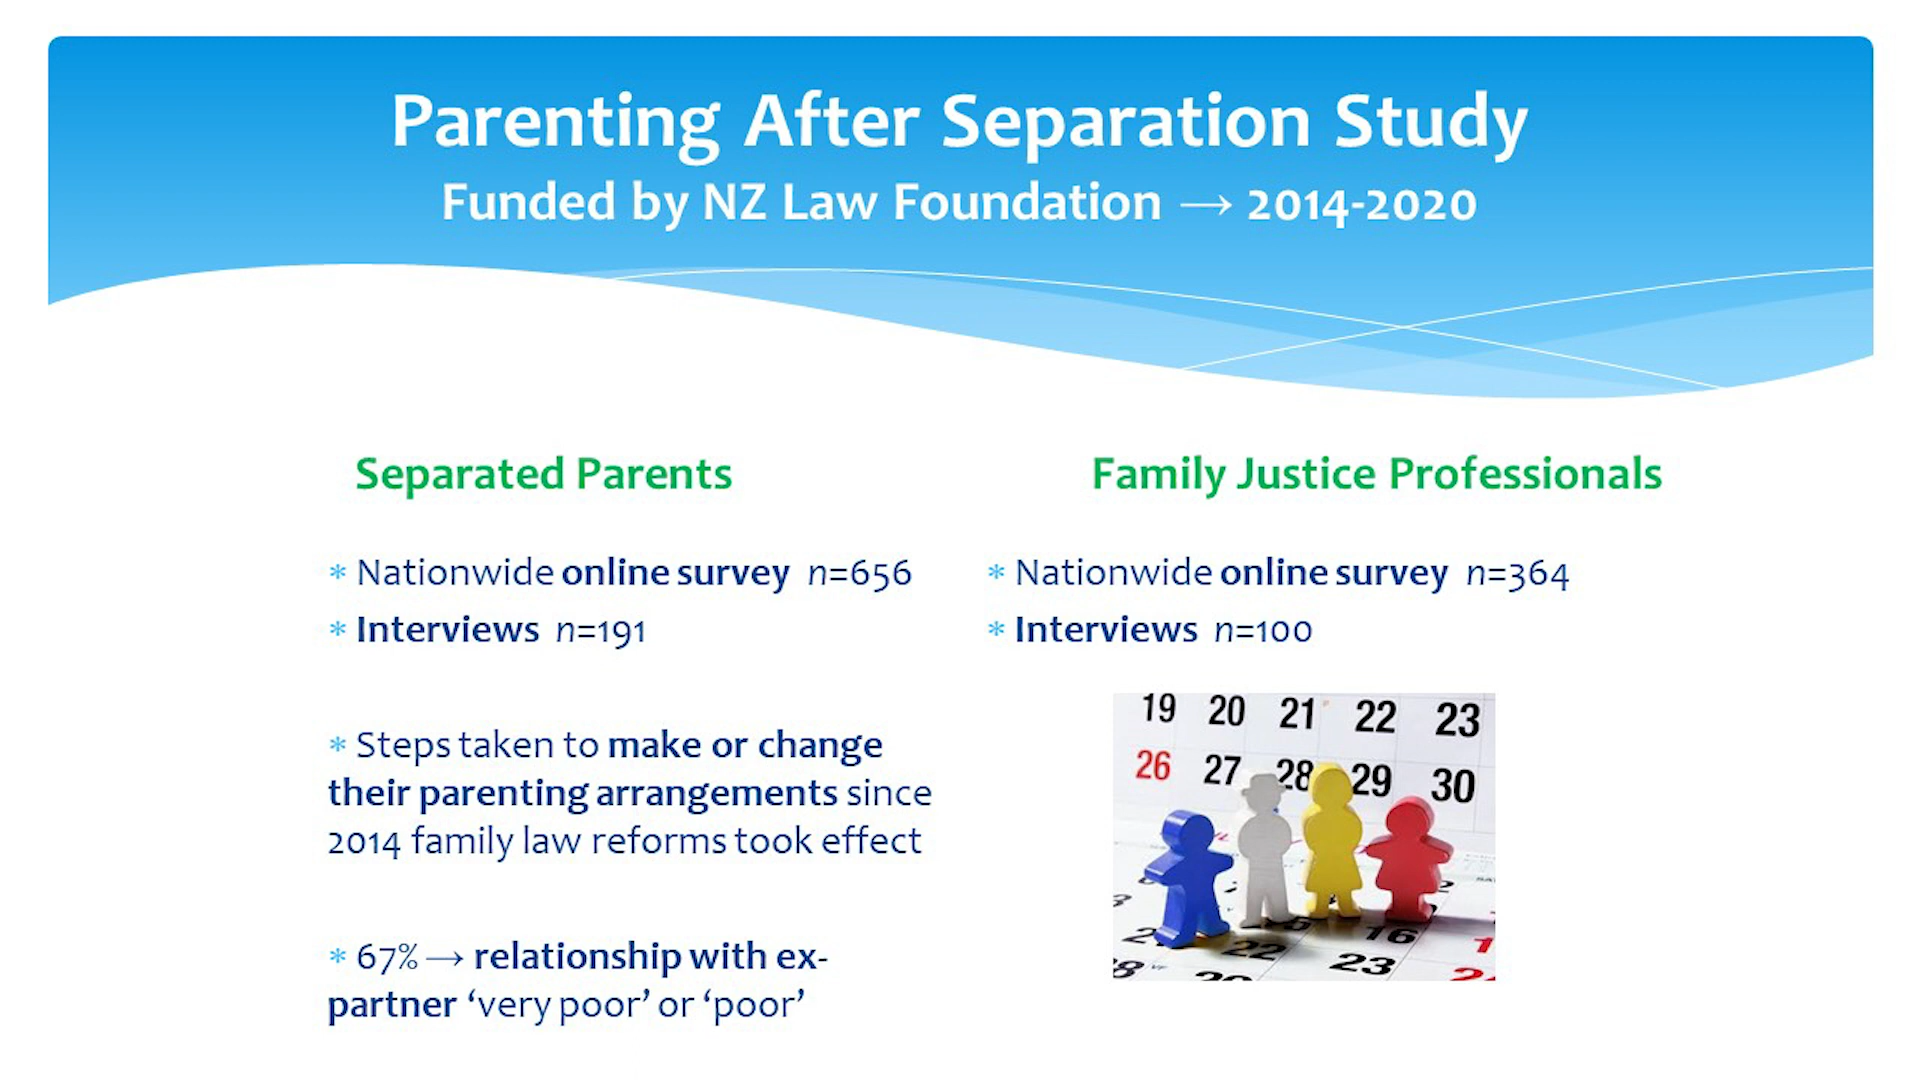 Parenting After Separation Study
Funded by NZ Law Foundation → 2014-2020
Separated Parents
* Nationwide online survey n=656
* Interviews n=191
* Steps taken to make or change
their parenting arrangements since
2014 family law reforms took effect
* 67% → relationship with ex-
partner ‘very poor’ or ‘poor’
Family Justice Professionals
* Nationwide online survey n=364
* Interviews n=100
19 20 21 22 23
26 27 28 29 30
22 16
23